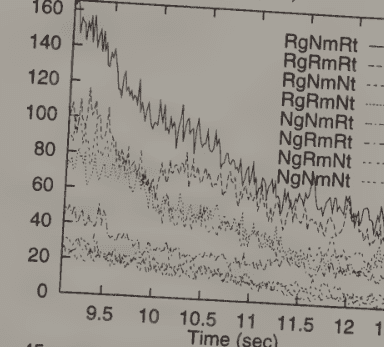 160
140
120
100
80
60
40
20
0
RgNmRt
RgRmRt
RgNmNt
RgRmNt
NgNmRt
NgRmRt
NgRmNt
NgNmNt
9.5 10 10.5 11 11.5 12
Time (sec)